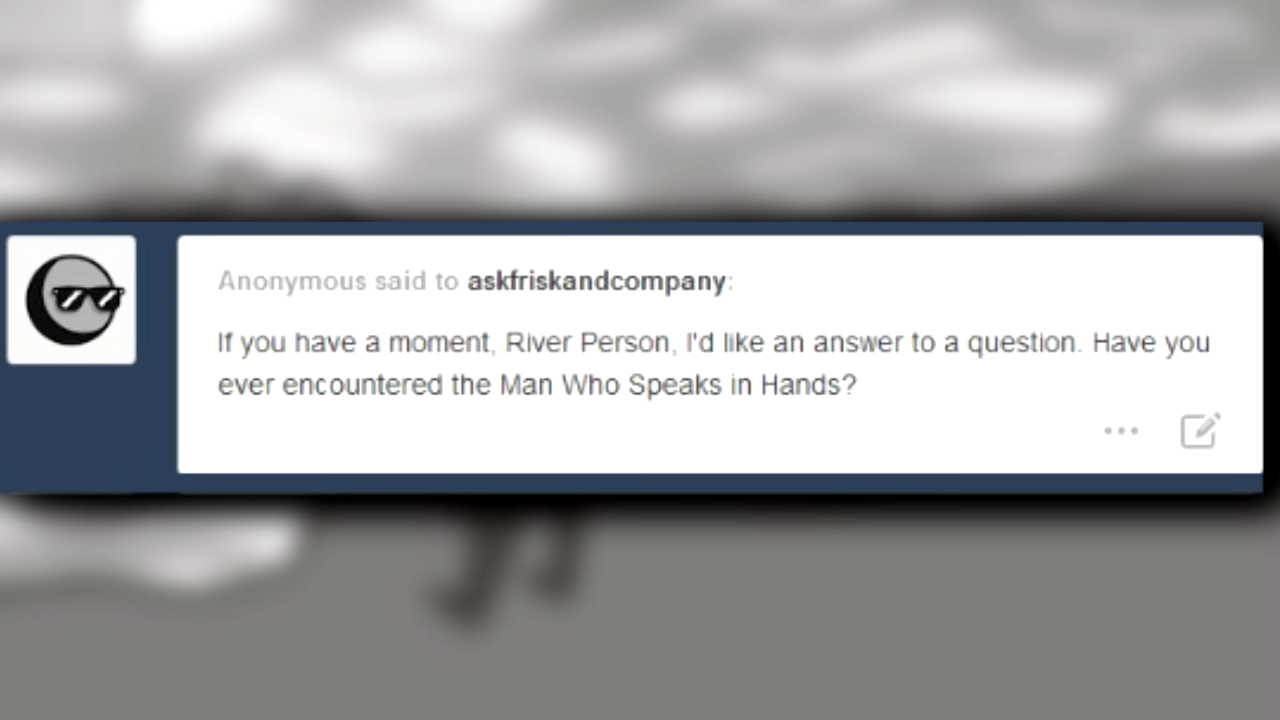 Anonymous said to askfriskandcompany:
If you have a moment, River Person, I'd like an answer to a question. Have you
ever encountered the Man Who Speaks in Hands?